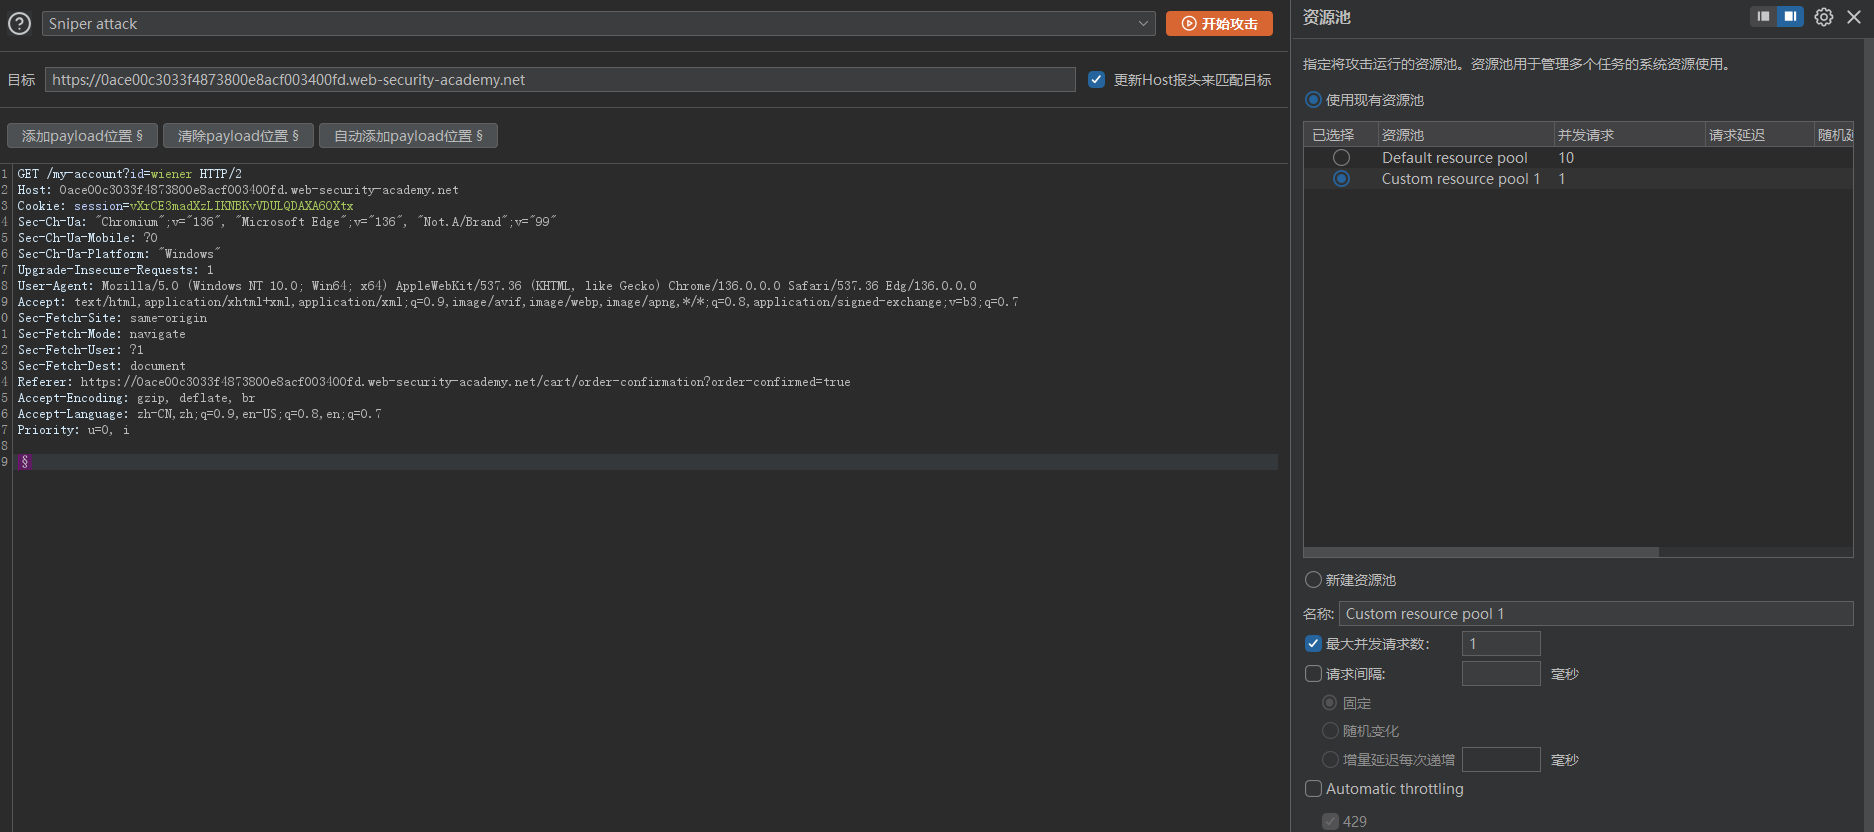 Sniper attack
开始攻击
目标 https://0ace00c3033f4873800e8acf003400fd.web-security-academy.net 更新Host报头来匹配目标
添加payload位置 § 清除payload位置 § 自动添加payload位置 §
1 GET /my-account?id=wiener HTTP/2
2 Host: 0ace00c3033f4873800e8acf003400fd.web-security-academy.net
3 Cookie: session=vXrCE3madXzLIKNBKvVDULQDAXA6OXtx
4 Sec-Ch-Ua: "Chromium";v="136", "Microsoft Edge";v="136", "Not.A/Brand";v="99"
5 Sec-Ch-Ua-Mobile: ?0
6 Sec-Ch-Ua-Platform: "Windows"
7 Upgrade-Insecure-Requests: 1
8 User-Agent: Mozilla/5.0 (Windows NT 10.0; Win64; x64) AppleWebKit/537.36 (KHTML, like Gecko) Chrome/136.0.0.0 Safari/537.36 Edg/136.0.0.0
9 Accept: text/html,application/xhtml+xml,application/xml;q=0.9,image/avif,image/webp,image/apng,*/*;q=0.8,application/signed-exchange;v=b3;q=0.7
0 Sec-Fetch-Site: same-origin
1 Sec-Fetch-Mode: navigate
2 Sec-Fetch-User: ?1
3 Sec-Fetch-Dest: document
4 Referer: https://0ace00c3033f4873800e8acf003400fd.web-security-academy.net/cart/order-confirmation?order-confirmed=true
5 Accept-Encoding: gzip, deflate, br
6 Accept-Language: zh-CN,zh;q=0.9,en-US;q=0.8,en;q=0.7
7 Priority: u=0, i
8
9 §
资源池
指定将攻击运行的资源池。资源池用于管理多个任务的系统资源使用。
使用现有资源池
已选择 资源池 并发请求 请求延迟 随机延
Default resource pool 10
Custom resource pool 1 1
新建资源池
名称: Custom resource pool 1
最大并发请求数: 1
请求间隔: 毫秒
固定
随机变化
增量延迟每次递增 毫秒
Automatic throttling
429